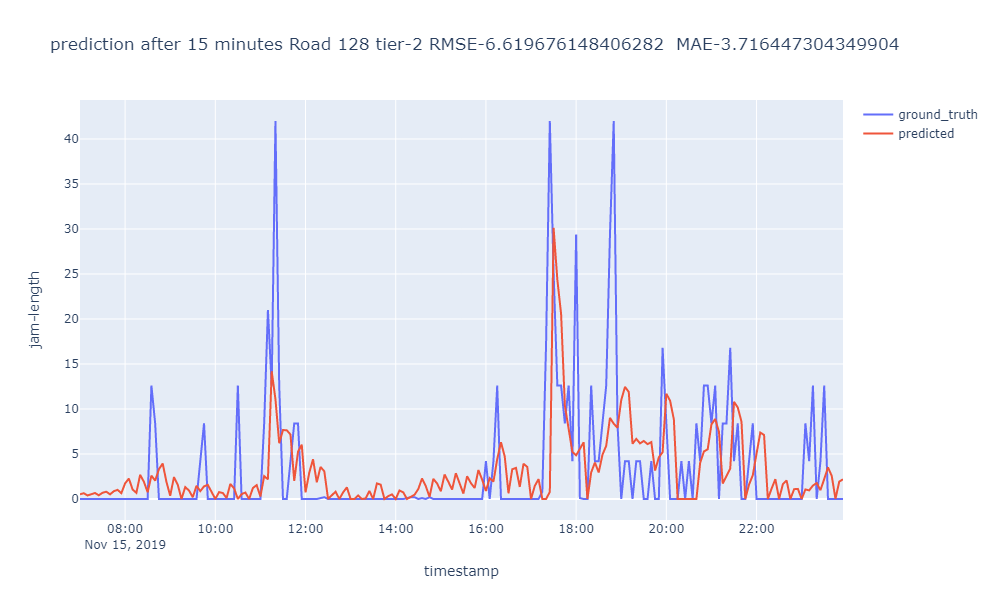 prediction after 15 minutes Road 128 tier-2 RMSE-6.619676148406282  MAE-3.716447304349904
ground_truth
predicted
40
35
30
25
20
15
10
5
0
jam-length
08:00 10:00 12:00 14:00 16:00 18:00 20:00 22:00
Nov 15, 2019
timestamp